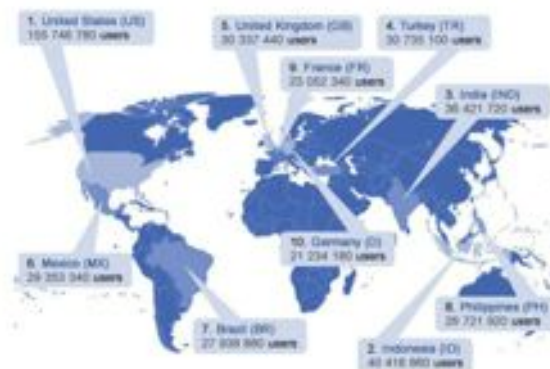 1. United States (US)
155 746 780 users
5. United Kingdom (GB)
30 337 440 users
4. Turkey (TR)
30 735 100 users
9. France (FR)
23 052 340 users
3. India (IND)
36 421 720 users
10. Germany (D)
21 234 180 users
6. Mexico (MX)
29 353 340 users
Philippines (PH)
users
7. Brazil (BR)
users
2. Indonesia (ID)
users